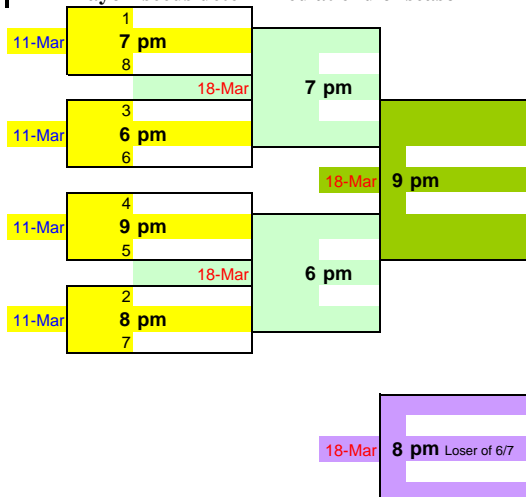 1
11-Mar 7 pm
8
18-Mar 7 pm
3
11-Mar 6 pm
6
18-Mar 9 pm
4
11-Mar 9 pm
5
18-Mar 6 pm
2
11-Mar 8 pm
7
18-Mar 8 pm Loser of 6/7